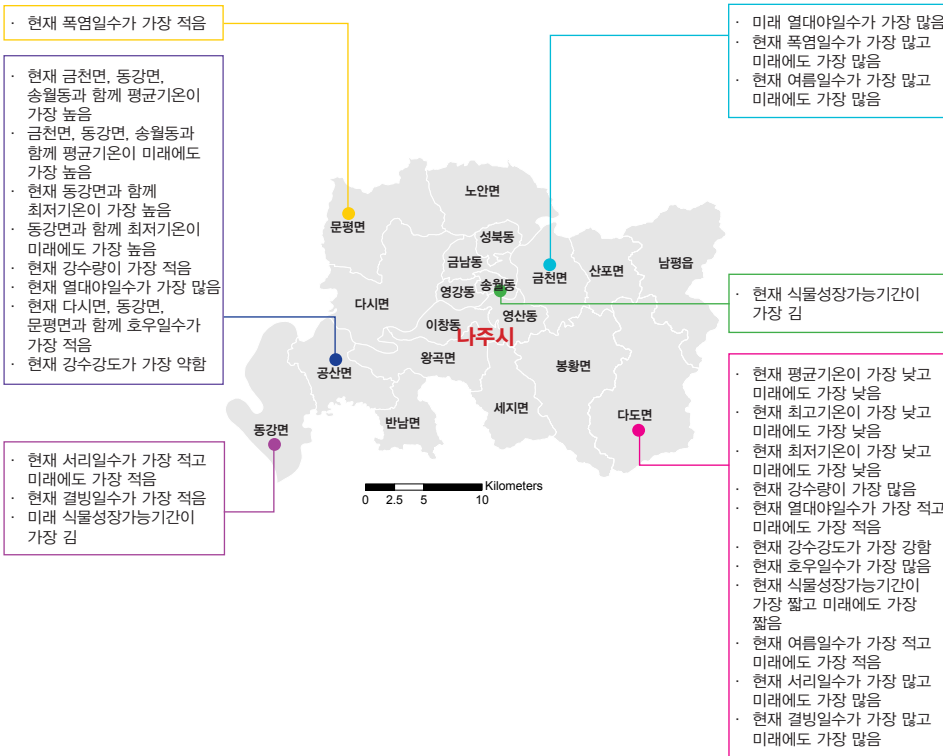 · 현재 폭염일수가 가장 적음
· 현재 금천면, 동강면,
송월동과 함께 평균기온이
가장 높음
· 금천면, 동강면, 송월동과
함께 평균기온이 미래에도
가장 높음
· 현재 동강면과 함께
최저기온이 가장 높음
· 동강면과 함께 최저기온이
미래에도 가장 높음
· 현재 강수량이 가장 적음
· 현재 열대야일수가 가장 많음
· 현재 다시면, 동강면,
문평면과 함께 호우일수가
가장 적음
· 현재 강수강도가 가장 약함
· 현재 서리일수가 가장 적고
미래에도 가장 적음
· 현재 결빙일수가 가장 적음
· 미래 식물성장가능기간이
가장 김
노안면
문평면
성북동
금남동
남평읍
산포면
금천면
송월동
영강동
다시면
영산동
이창동
나주시
왕곡면
봉황면
공산면
세지면
다도면
반남면
동강면
Kilometers
0 2.5 5 10
· 미래 열대야일수가 가장 많음
· 현재 폭염일수가 가장 많고
미래에도 가장 많음
· 현재 여름일수가 가장 많고
미래에도 가장 많음
· 현재 식물성장가능기간이
가장 김
· 현재 평균기온이 가장 낮고
미래에도 가장 낮음
· 현재 최고기온이 가장 낮고
미래에도 가장 낮음
· 현재 최저기온이 가장 낮고
미래에도 가장 낮음
· 현재 강수량이 가장 많음
· 현재 열대야일수가 가장 적고
미래에도 가장 적음
· 현재 강수강도가 가장 강함
· 현재 호우일수가 가장 많음
· 현재 식물성장가능기간이
가장 짧고 미래에도 가장
짧음
· 현재 여름일수가 가장 적고
미래에도 가장 적음
· 현재 서리일수가 가장 많고
미래에도 가장 많음
· 현재 결빙일수가 가장 많고
미래에도 가장 많음